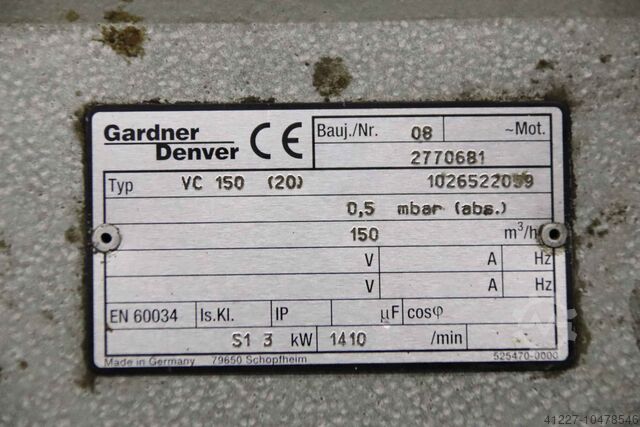 Gardner
Denver
CE
Bauj./Nr. 08 ~Mot.
2770681
Typ VC 150 (20) 1026522059
0,5 mbar (abs.)
150 m³/h
V A Hz
V A Hz
EN 60034 Is.Kl. IP µF cosφ
S1 3 kW 1410 /min
Made in Germany 79650 Schopfheim 525470-0000
41227-10478546